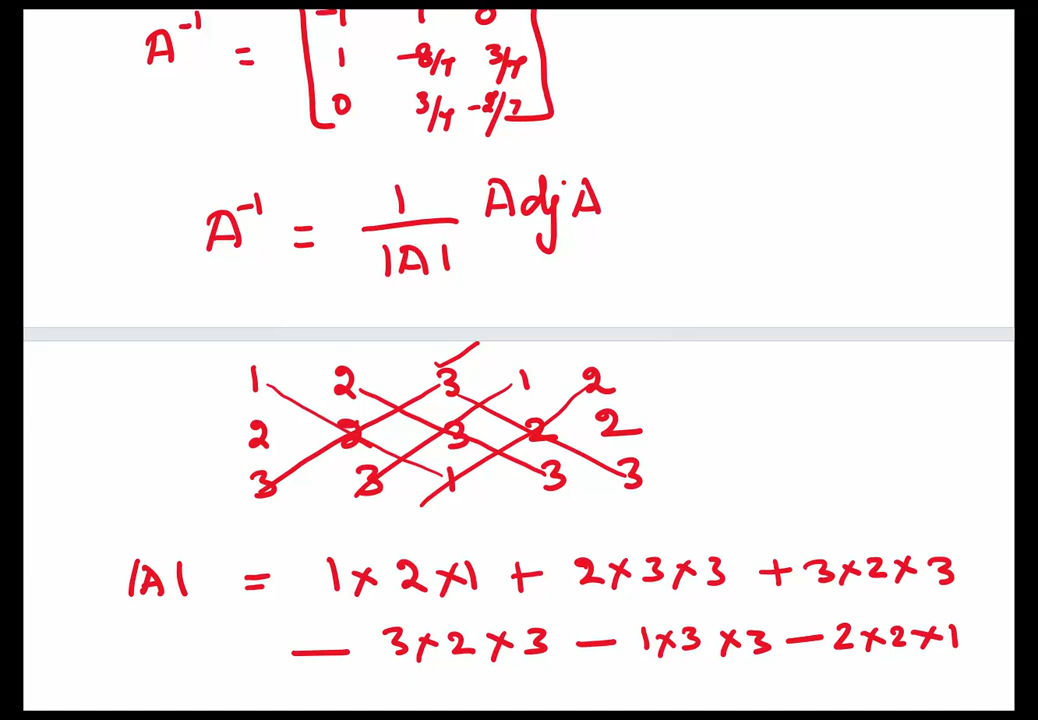 -1 1 0
A⁻¹ = 1 -8/7 3/7
0 3/7 -2/7
A⁻¹ = 1/|A| Adj A
1 2 3 1 2
2 2 3 2 2
3 3 1 3 3
|A| = 1×2×1 + 2×3×3 + 3×2×3
— 3×2×3 — 1×3×3 — 2×2×1